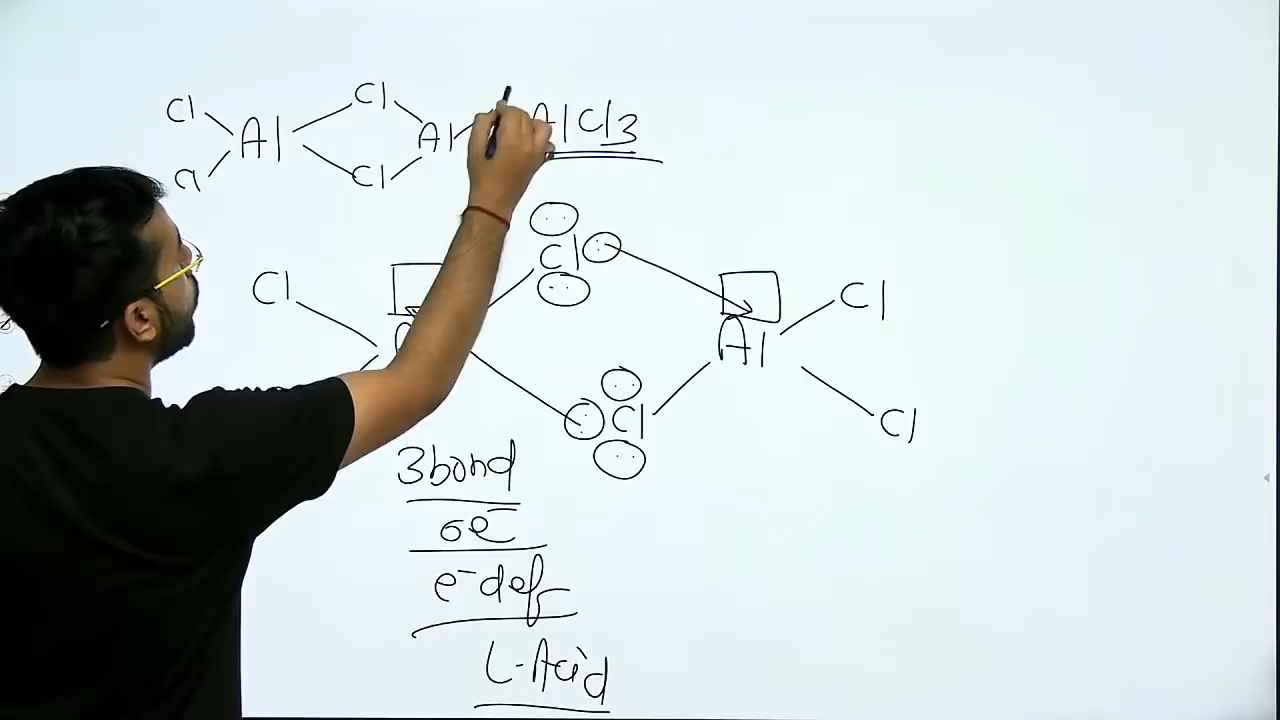 Cl Cl AlCl3
Al Al
Cl Cl
Cl Cl Cl
Al
Cl Cl
3bond
6e-
e- def
L-Acid